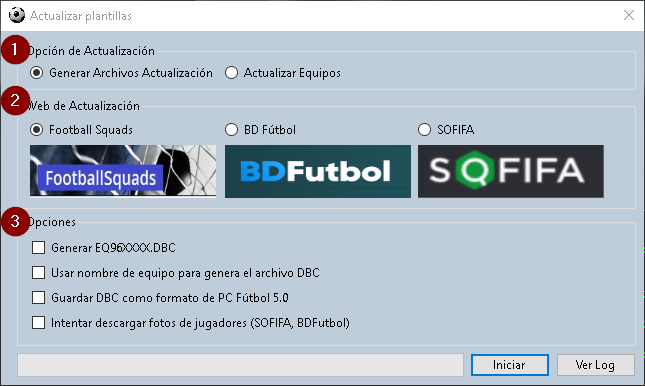 Actualizar plantillas
1
Opción de Actualización
Generar Archivos Actualización Actualizar Equipos
2
Web de Actualización
Football Squads BD Fútbol SOFIFA
FootballSquads BDFutbol SOFIFA
3
Opciones
Generar EQ96XXXX.DBC
Usar nombre de equipo para genera el archivo DBC
Guardar DBC como formato de PC Fútbol 5.0
Intentar descargar fotos de jugadores (SOFIFA, BDFutbol)
Iniciar Ver Log